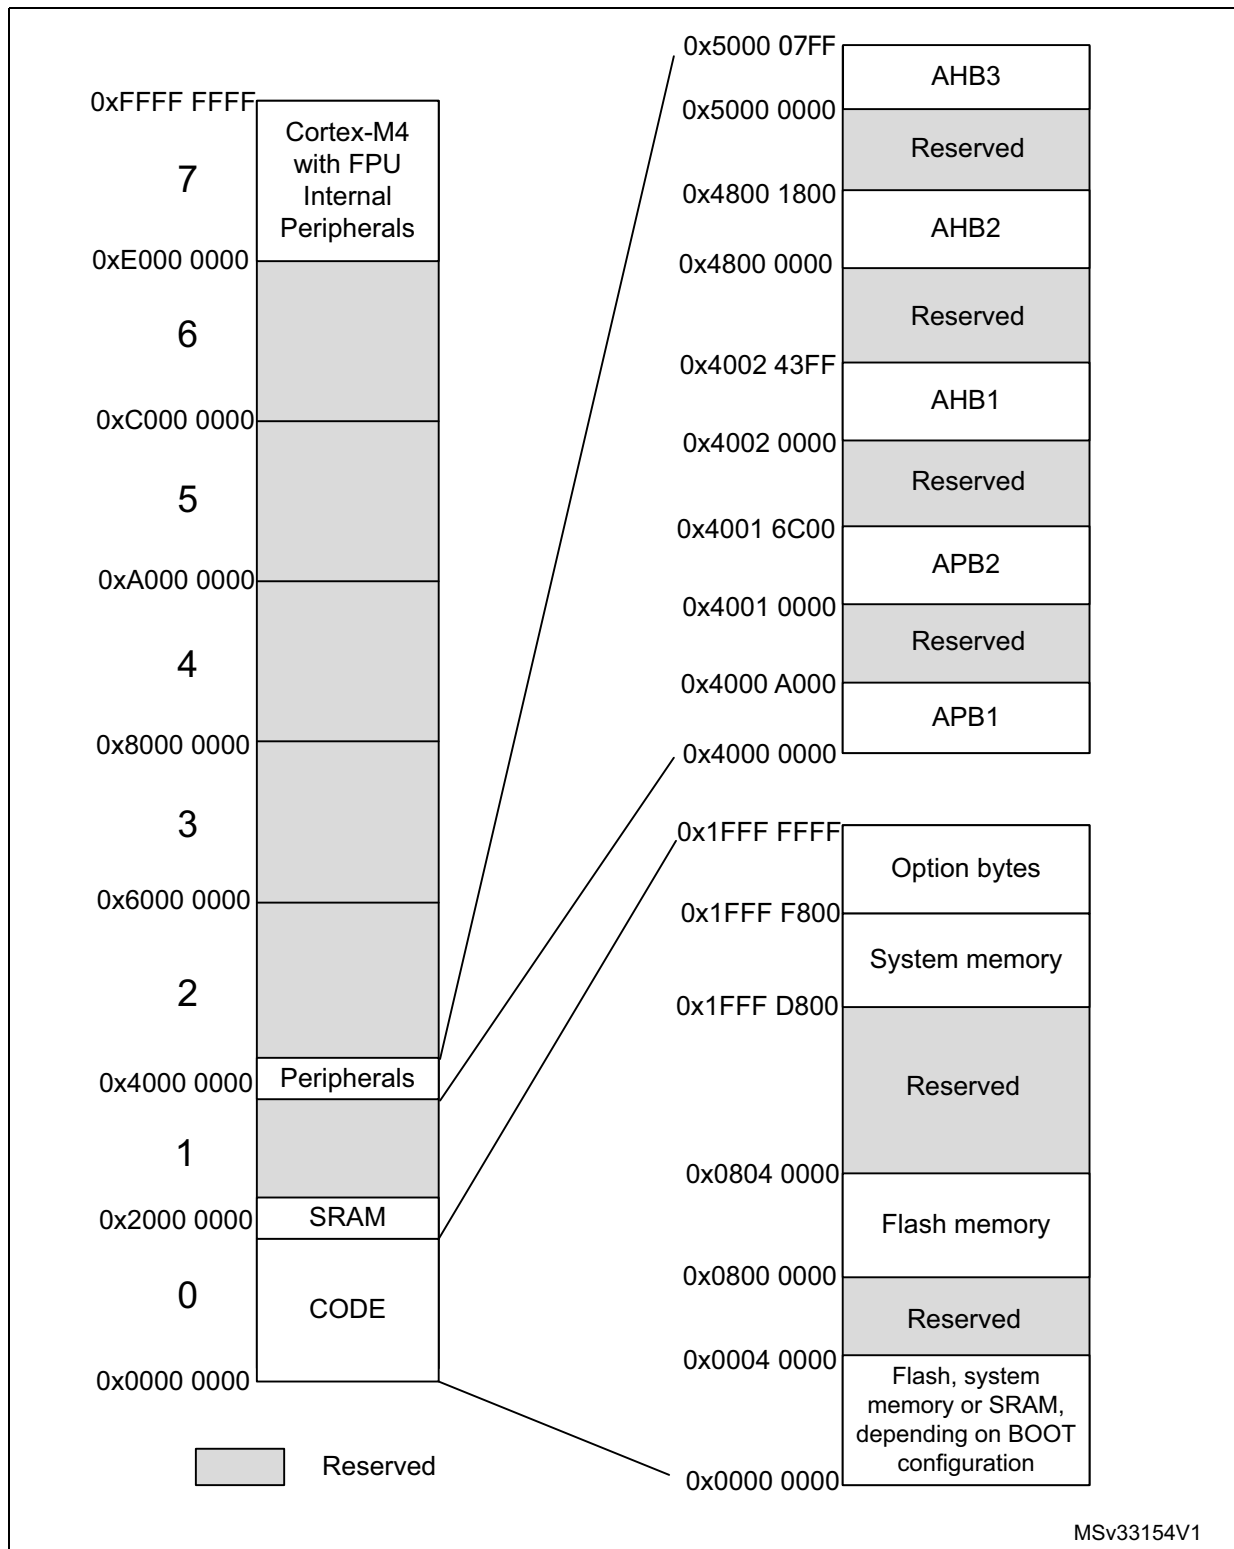 0xFFFF FFFF
Cortex-M4
with FPU
Internal
Peripherals
7
0xE000 0000
6
0xC000 0000
5
0xA000 0000
4
0x8000 0000
3
0x6000 0000
2
0x4000 0000
Peripherals
1
0x2000 0000
SRAM
0
CODE
0x0000 0000
Reserved
0x5000 07FF
AHB3
0x5000 0000
Reserved
0x4800 1800
AHB2
0x4800 0000
Reserved
0x4002 43FF
AHB1
0x4002 0000
Reserved
0x4001 6C00
APB2
0x4001 0000
Reserved
0x4000 A000
APB1
0x4000 0000
0x1FFF FFFF
Option bytes
0x1FFF F800
System memory
0x1FFF D800
Reserved
0x0804 0000
Flash memory
0x0800 0000
Reserved
0x0004 0000
Flash, system
memory or SRAM,
depending on BOOT
configuration
0x0000 0000
MSv33154V1